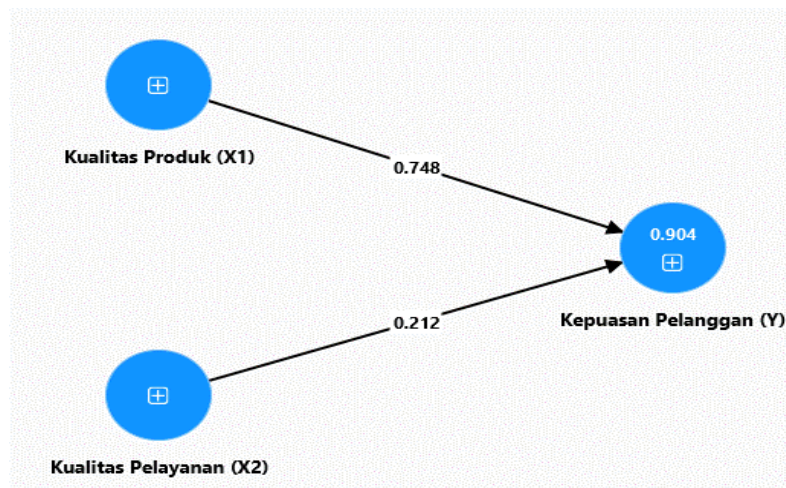 Kualitas Produk (X1)
0.748
0.904
Kepuasan Pelanggan (Y)
0.212
Kualitas Pelayanan (X2)